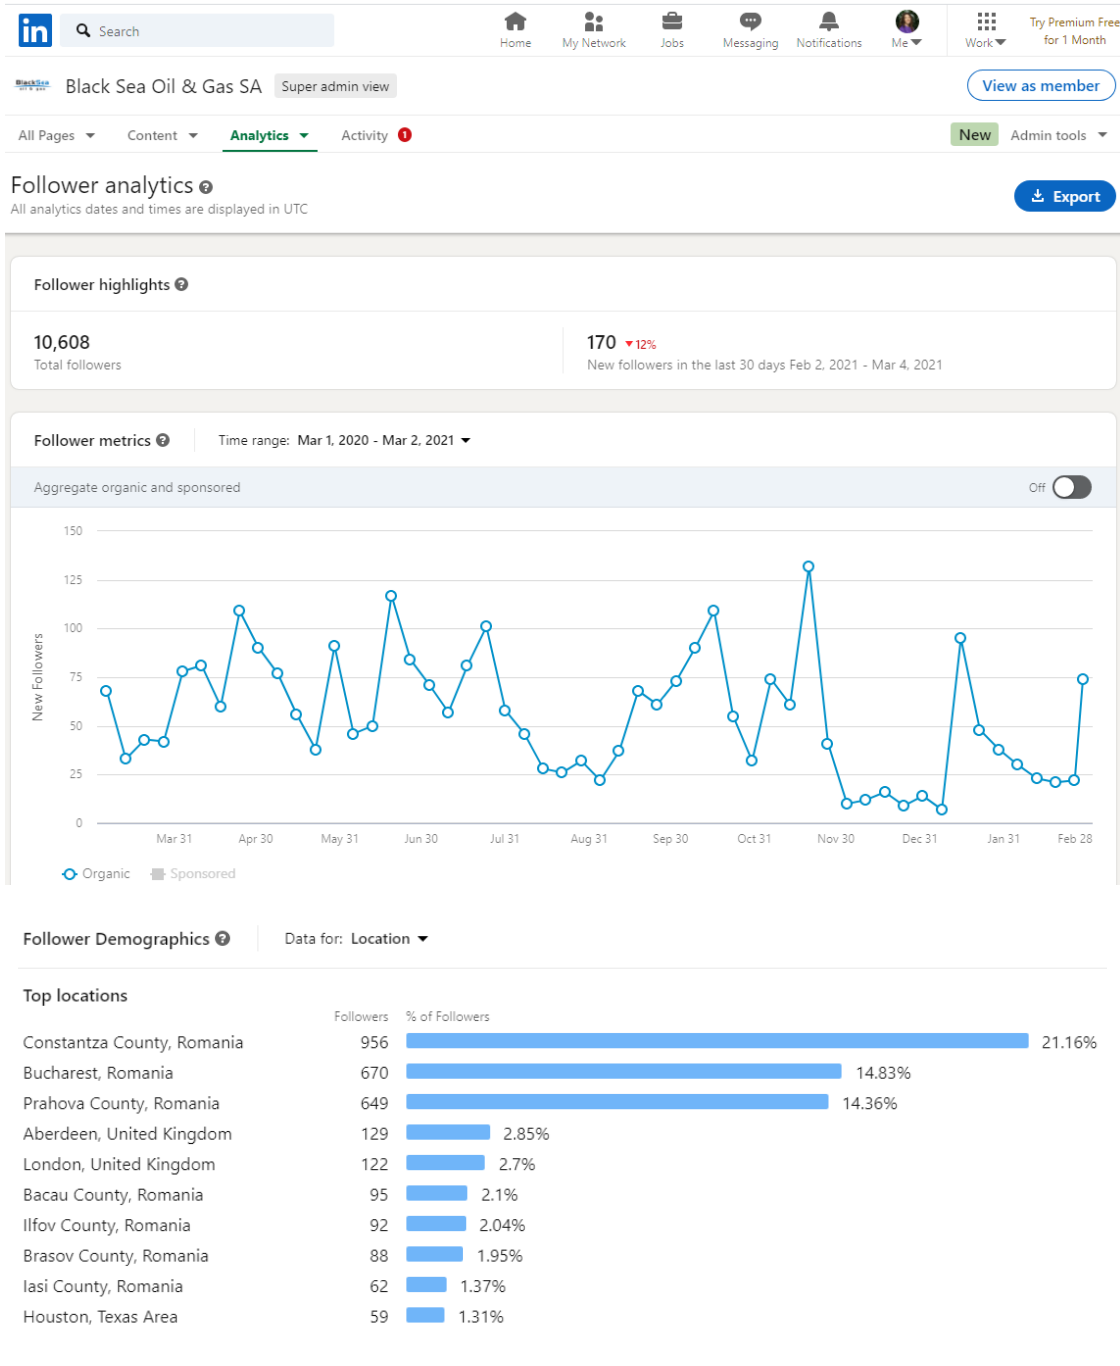 in Search Home My Network Jobs Messaging Notifications Me Work Try Premium Free
for 1 Month
BlackSea
oil & gas
Black Sea Oil & Gas SA Super admin view View as member
All Pages Content Analytics Activity 1 New Admin tools
Follower analytics ?
All analytics dates and times are displayed in UTC
Export
Follower highlights ?
10,608
Total followers
170 ▼12%
New followers in the last 30 days Feb 2, 2021 - Mar 4, 2021
Follower metrics ? Time range: Mar 1, 2020 - Mar 2, 2021
Aggregate organic and sponsored Off
New Followers
150
125
100
75
50
25
0
Mar 31 Apr 30 May 31 Jun 30 Jul 31 Aug 31 Sep 30 Oct 31 Nov 30 Dec 31 Jan 31 Feb 28
Organic Sponsored
Follower Demographics ? Data for: Location
Top locations
Followers % of Followers
Constantza County, Romania 956 21.16%
Bucharest, Romania 670 14.83%
Prahova County, Romania 649 14.36%
Aberdeen, United Kingdom 129 2.85%
London, United Kingdom 122 2.7%
Bacau County, Romania 95 2.1%
Ilfov County, Romania 92 2.04%
Brasov County, Romania 88 1.95%
Iasi County, Romania 62 1.37%
Houston, Texas Area 59 1.31%